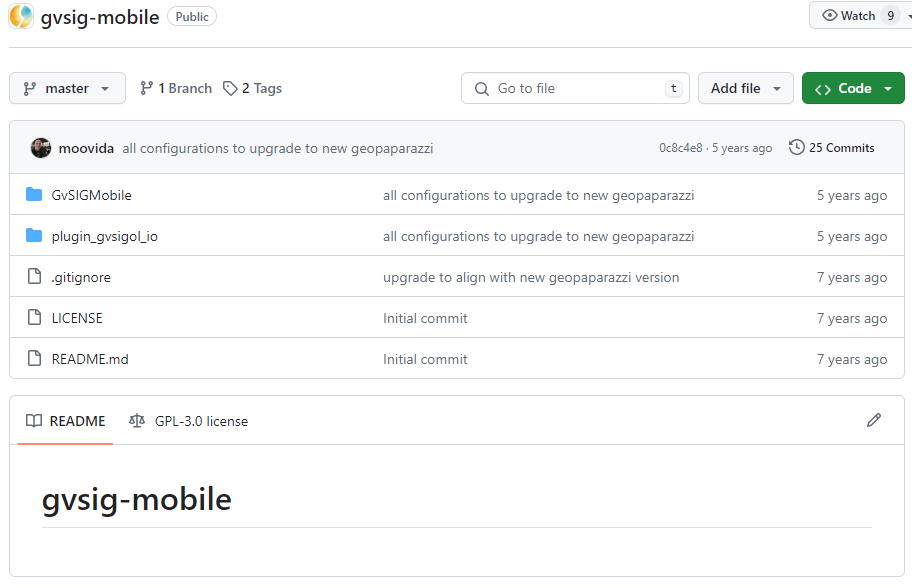 gvsig-mobile Public Watch 9
master 1 Branch 2 Tags Go to file t Add file Code
moovida all configurations to upgrade to new geopaparazzi 0c8c4e8 · 5 years ago 25 Commits
GvSIGMobile all configurations to upgrade to new geopaparazzi 5 years ago
plugin_gvsigol_io all configurations to upgrade to new geopaparazzi 5 years ago
.gitignore upgrade to align with new geopaparazzi version 7 years ago
LICENSE Initial commit 7 years ago
README.md Initial commit 7 years ago
README GPL-3.0 license
gvsig-mobile